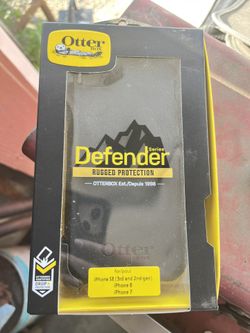 Otter
BOX
Series
Defender
RUGGED PROTECTION
OTTERBOX Est./Depuis 1998
Otter
iPhone SE (3rd and 2nd gen)
iPhone 8
iPhone 7